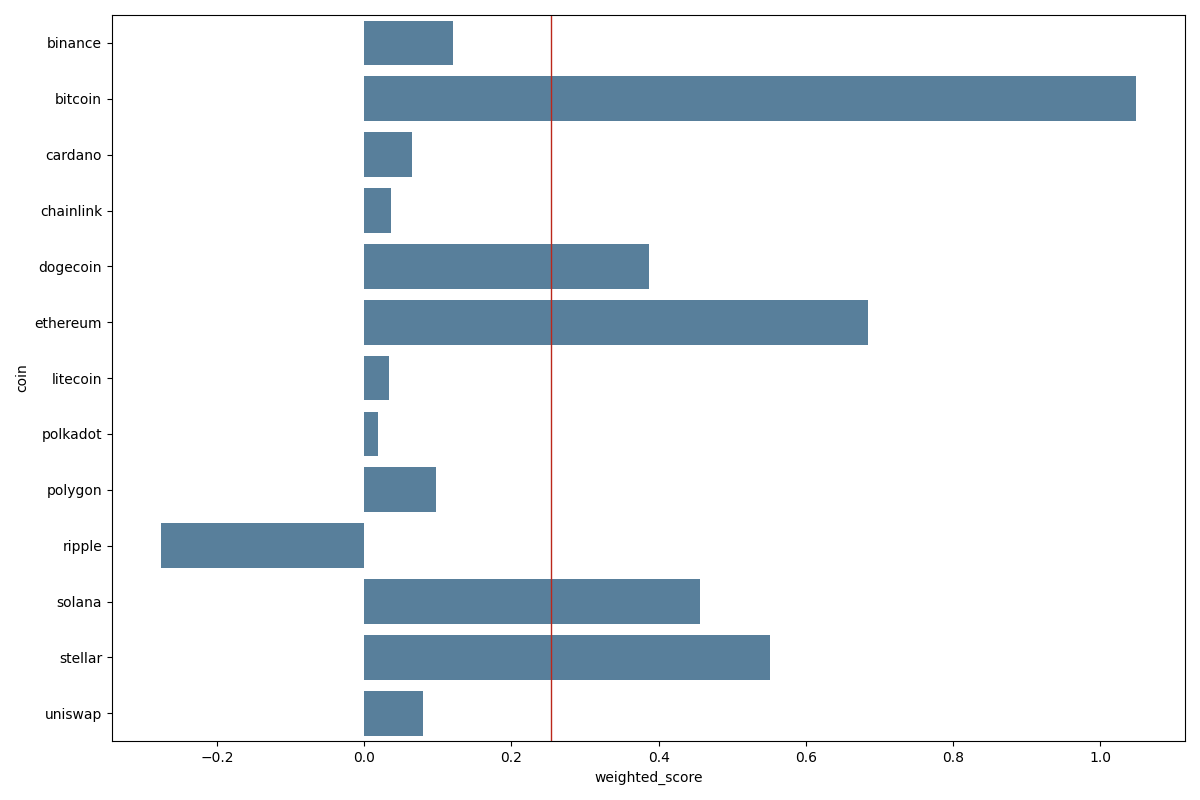 binance
bitcoin
cardano
chainlink
dogecoin
ethereum
litecoin
polkadot
polygon
ripple
solana
stellar
uniswap
coin
−0.2 0.0 0.2 0.4 0.6 0.8 1.0
weighted_score